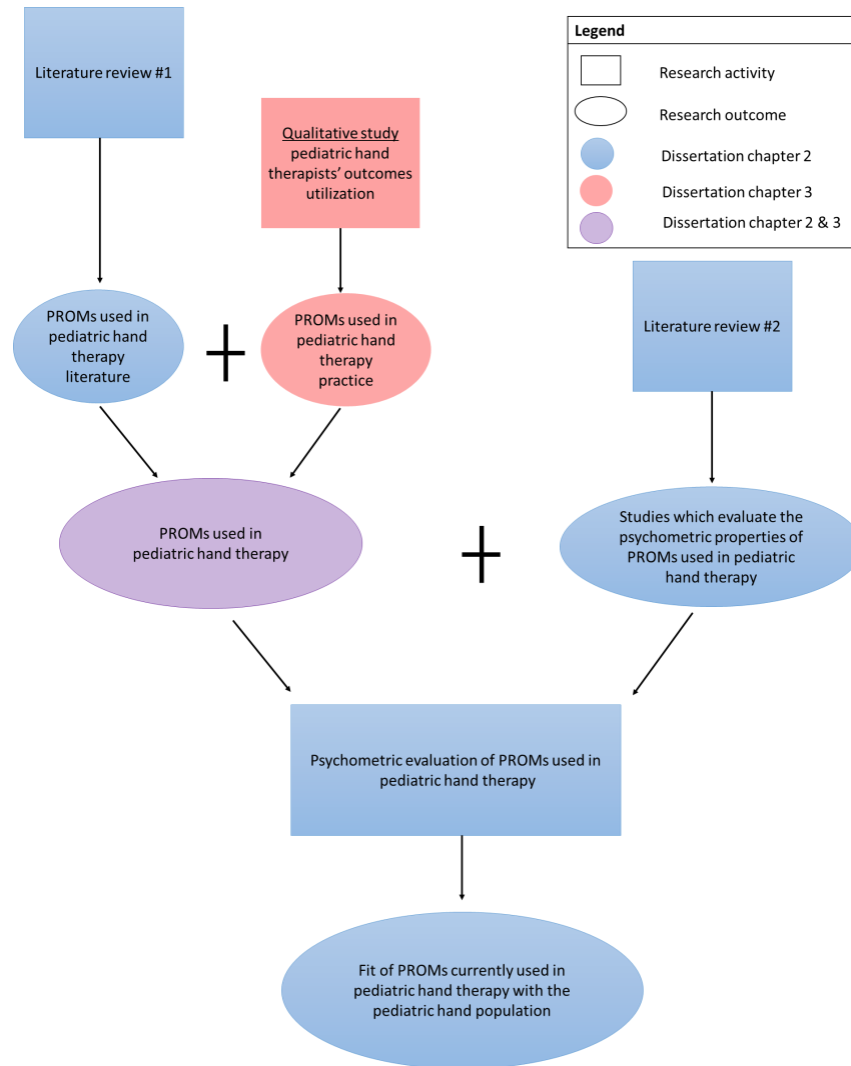 Literature review #1
Qualitative study
pediatric hand
therapists' outcomes
utilization
Legend
Research activity
Research outcome
Dissertation chapter 2
Dissertation chapter 3
Dissertation chapter 2 & 3
PROMs used in
pediatric hand
therapy
literature
PROMs used in
pediatric hand
therapy
practice
Literature review #2
PROMs used in
pediatric hand therapy
Studies which evaluate the
psychometric properties of
PROMs used in pediatric
hand therapy
Psychometric evaluation of PROMs used in
pediatric hand therapy
Fit of PROMs currently used in
pediatric hand therapy with the
pediatric hand population